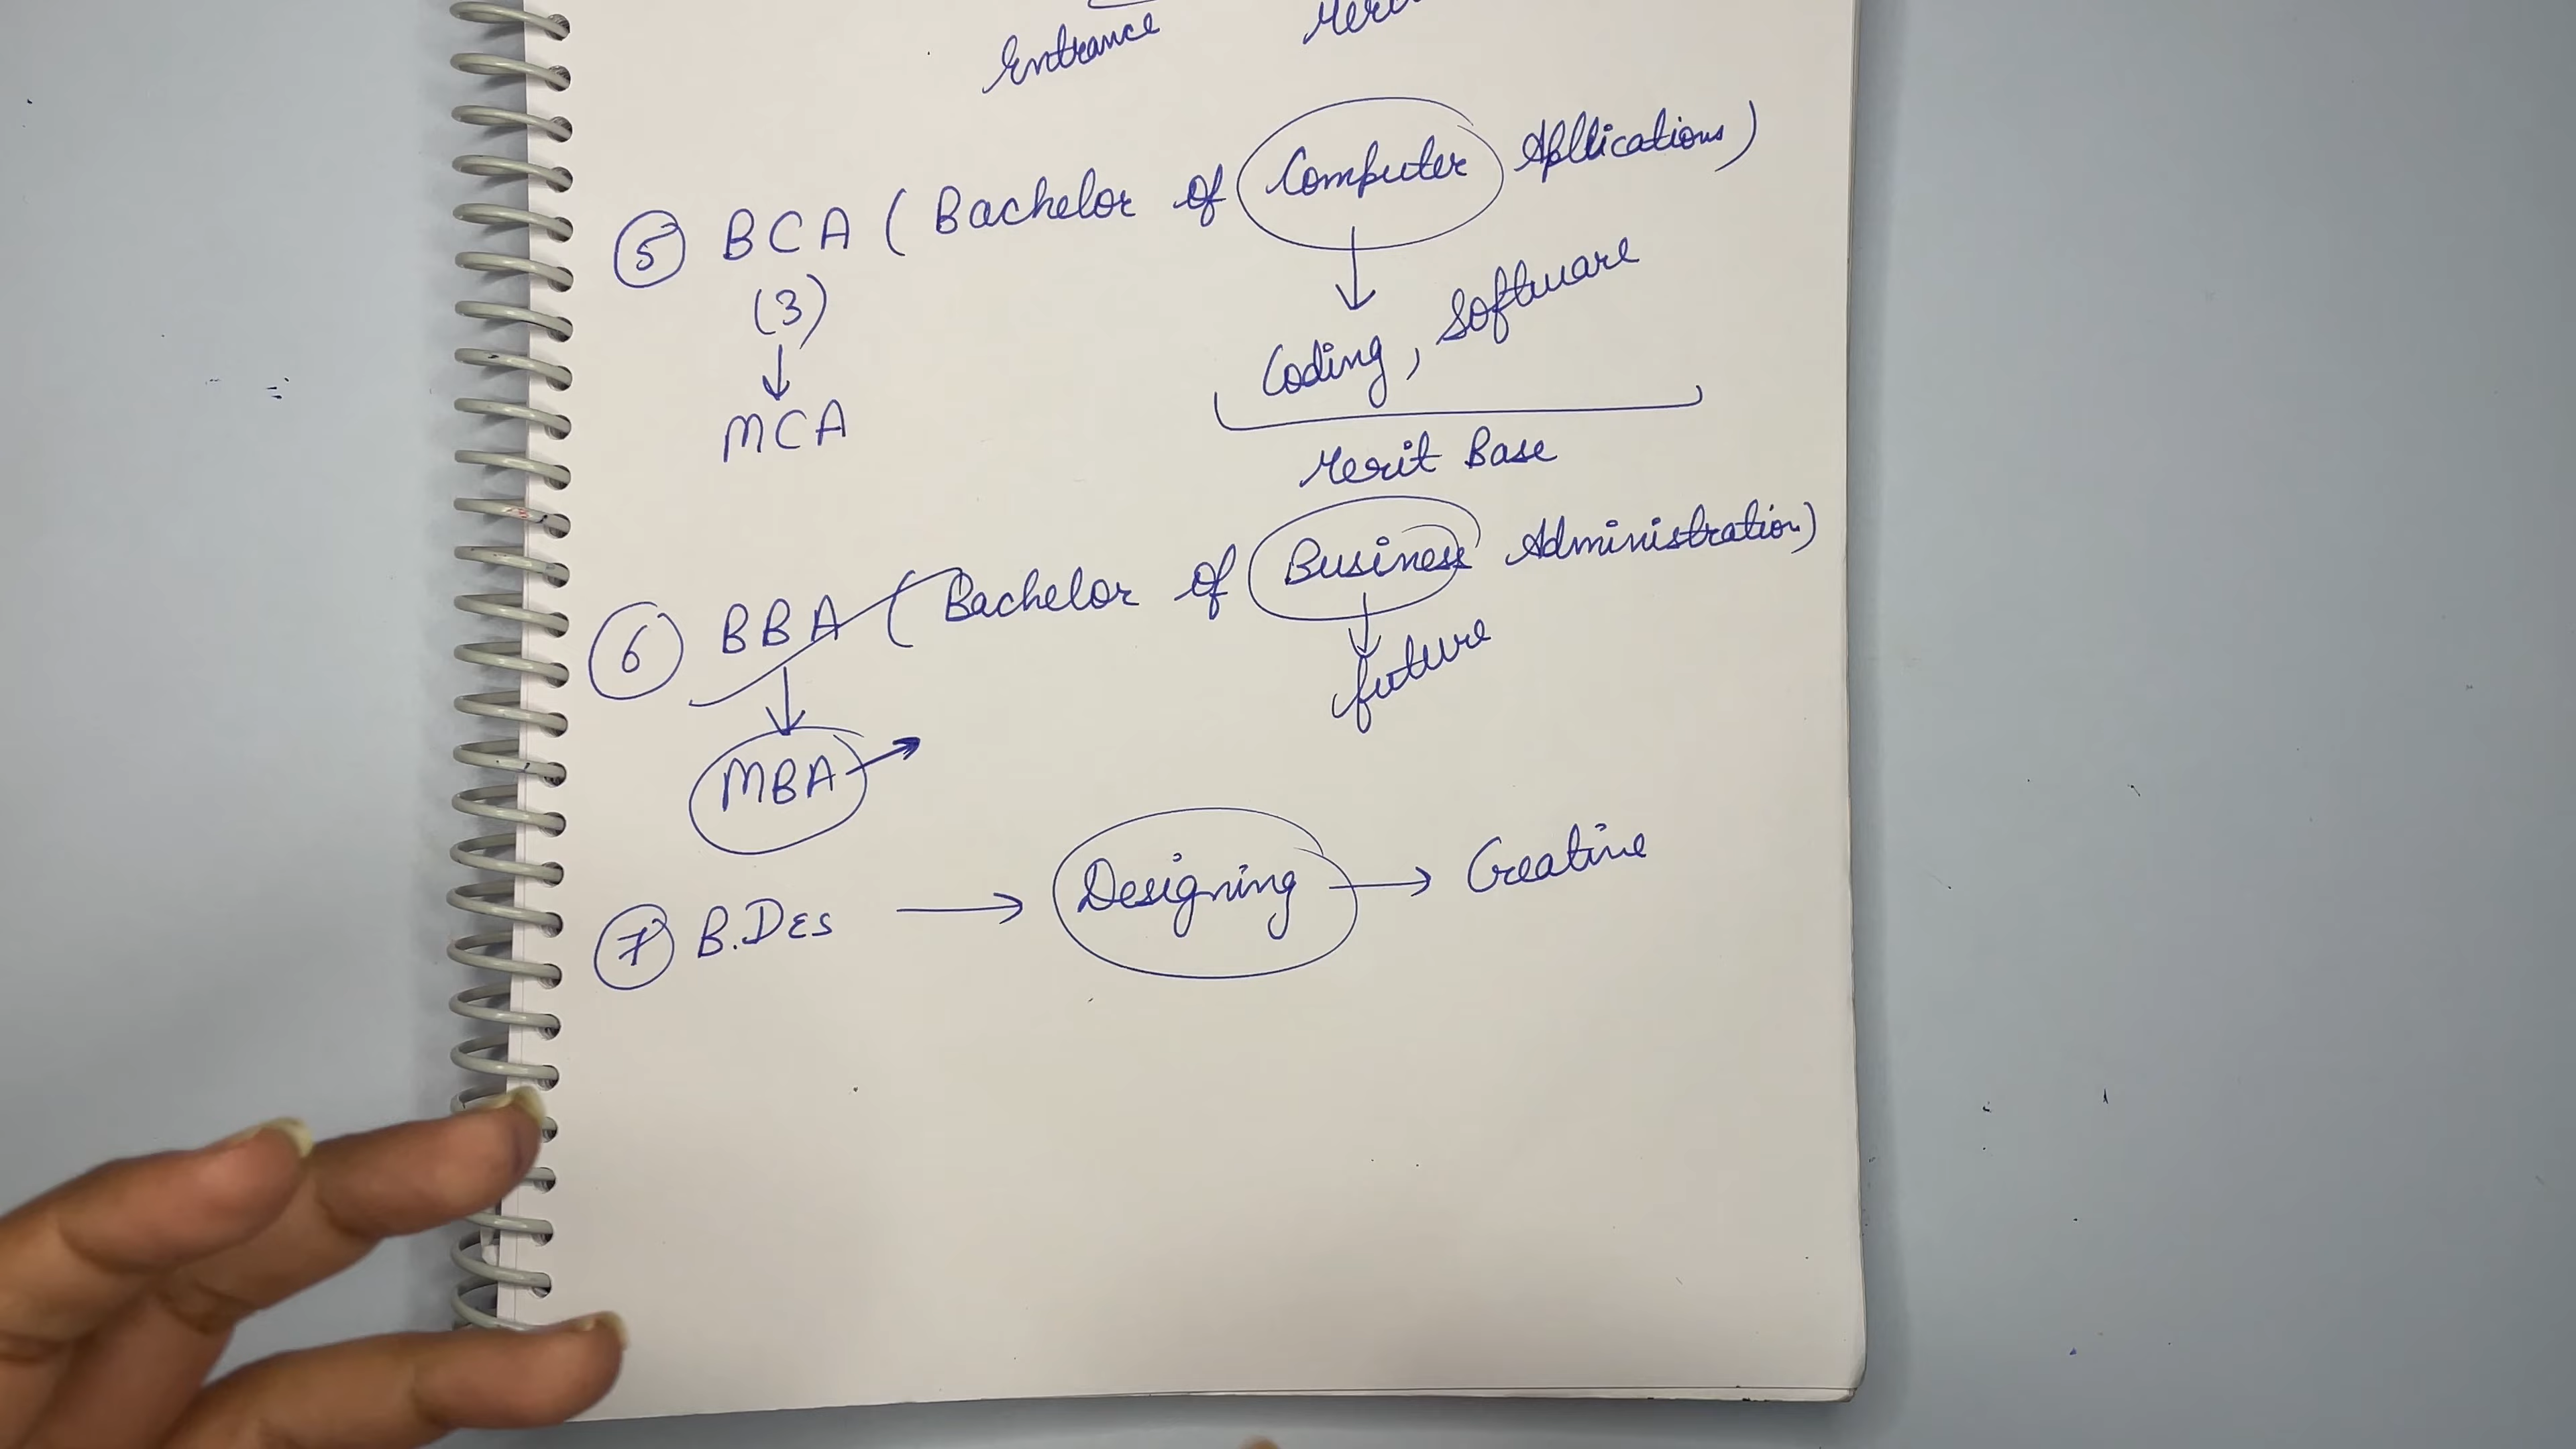 Entrance
⑤ BCA ( Bachelor of Computer Applications )
(3)
↓
↓
Coding, Software
MCA
Merit Base
⑥ BBA ( Bachelor of Business Administration )
↓
↓
future
MBA →
⑦ B.DES → Designing → Creative